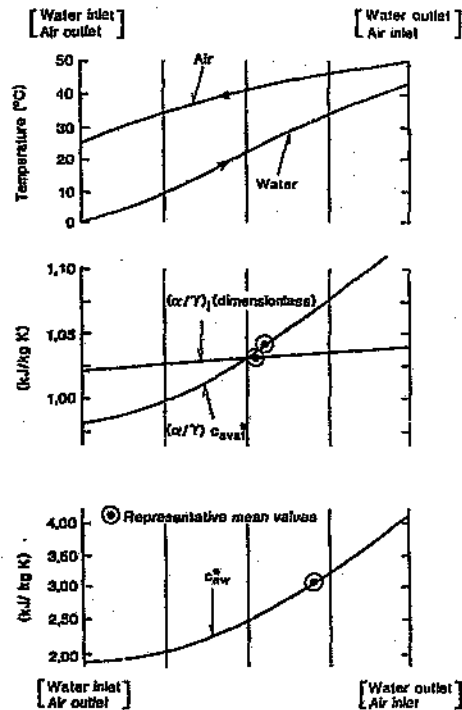 [Water inlet
Air outlet]
[Water outlet
Air inlet]
Temperature (°C)
50
40
30
20
10
0
Air
Water
(kJ/kg K)
1,10
1,05
1,00
(α/γ)i (dimensionless)
(α/γ) c_avai*
(kJ/kg K)
4,00
3,00
2,50
2,00
Representative mean values
c*nw
[Water inlet
Air outlet]
[Water outlet
Air inlet]